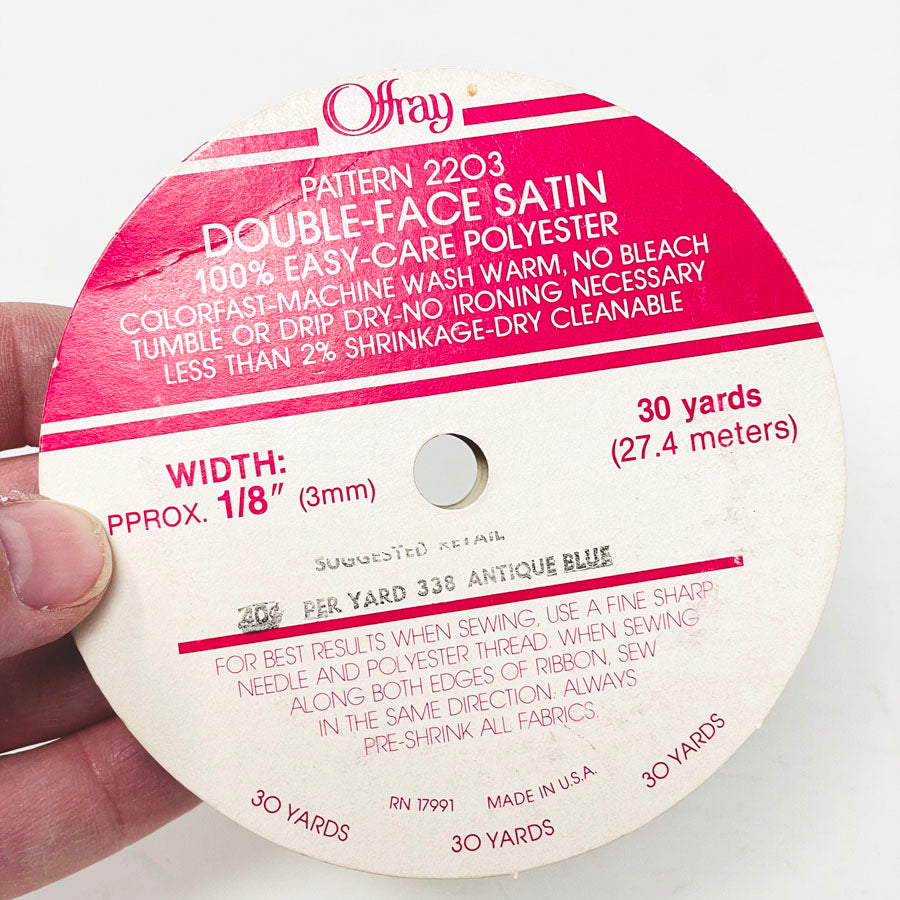 Offray
PATTERN 2203
DOUBLE-FACE SATIN
100% EASY-CARE POLYESTER
COLORFAST-MACHINE WASH WARM, NO BLEACH
TUMBLE OR DRIP DRY-NO IRONING NECESSARY
LESS THAN 2% SHRINKAGE-DRY CLEANABLE
30 yards
(27.4 meters)
WIDTH:
PPROX. 1/8" (3mm)
SUGGESTED RETAIL
40¢ PER YARD 338 ANTIQUE BLUE
FOR BEST RESULTS WHEN SEWING, USE A FINE SHARP
NEEDLE AND POLYESTER THREAD. WHEN SEWING
ALONG BOTH EDGES OF RIBBON, SEW
IN THE SAME DIRECTION. ALWAYS
PRE-SHRINK ALL FABRICS.
30 YARDS
RN 17991 MADE IN U.S.A.
30 YARDS
30 YARDS